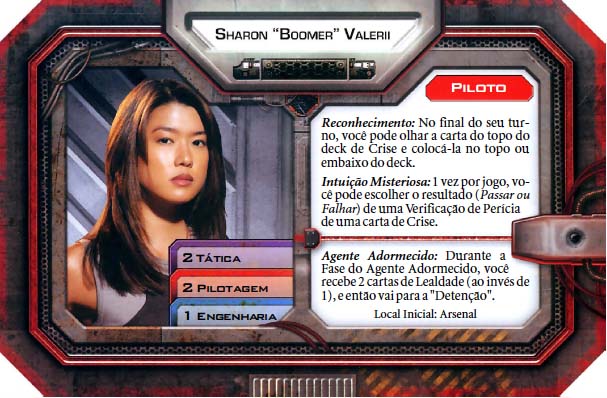 Sharon “Boomer” Valerii
Piloto
Reconhecimento: No final do seu tur-
no, você pode olhar a carta do topo do
deck de Crise e colocá-la no topo ou
embaixo do deck.
Intuição Misteriosa: 1 vez por jogo, vo-
cê pode escolher o resultado (Passar ou
Falhar) de uma Verificação de Perícia
de uma carta de Crise.
Agente Adormecido: Durante a
Fase do Agente Adormecido, você
recebe 2 cartas de Lealdade (ao invés de
1), e então vai para a "Detenção".
Local Inicial: Arsenal
2 Tática
2 Pilotagem
1 Engenharia